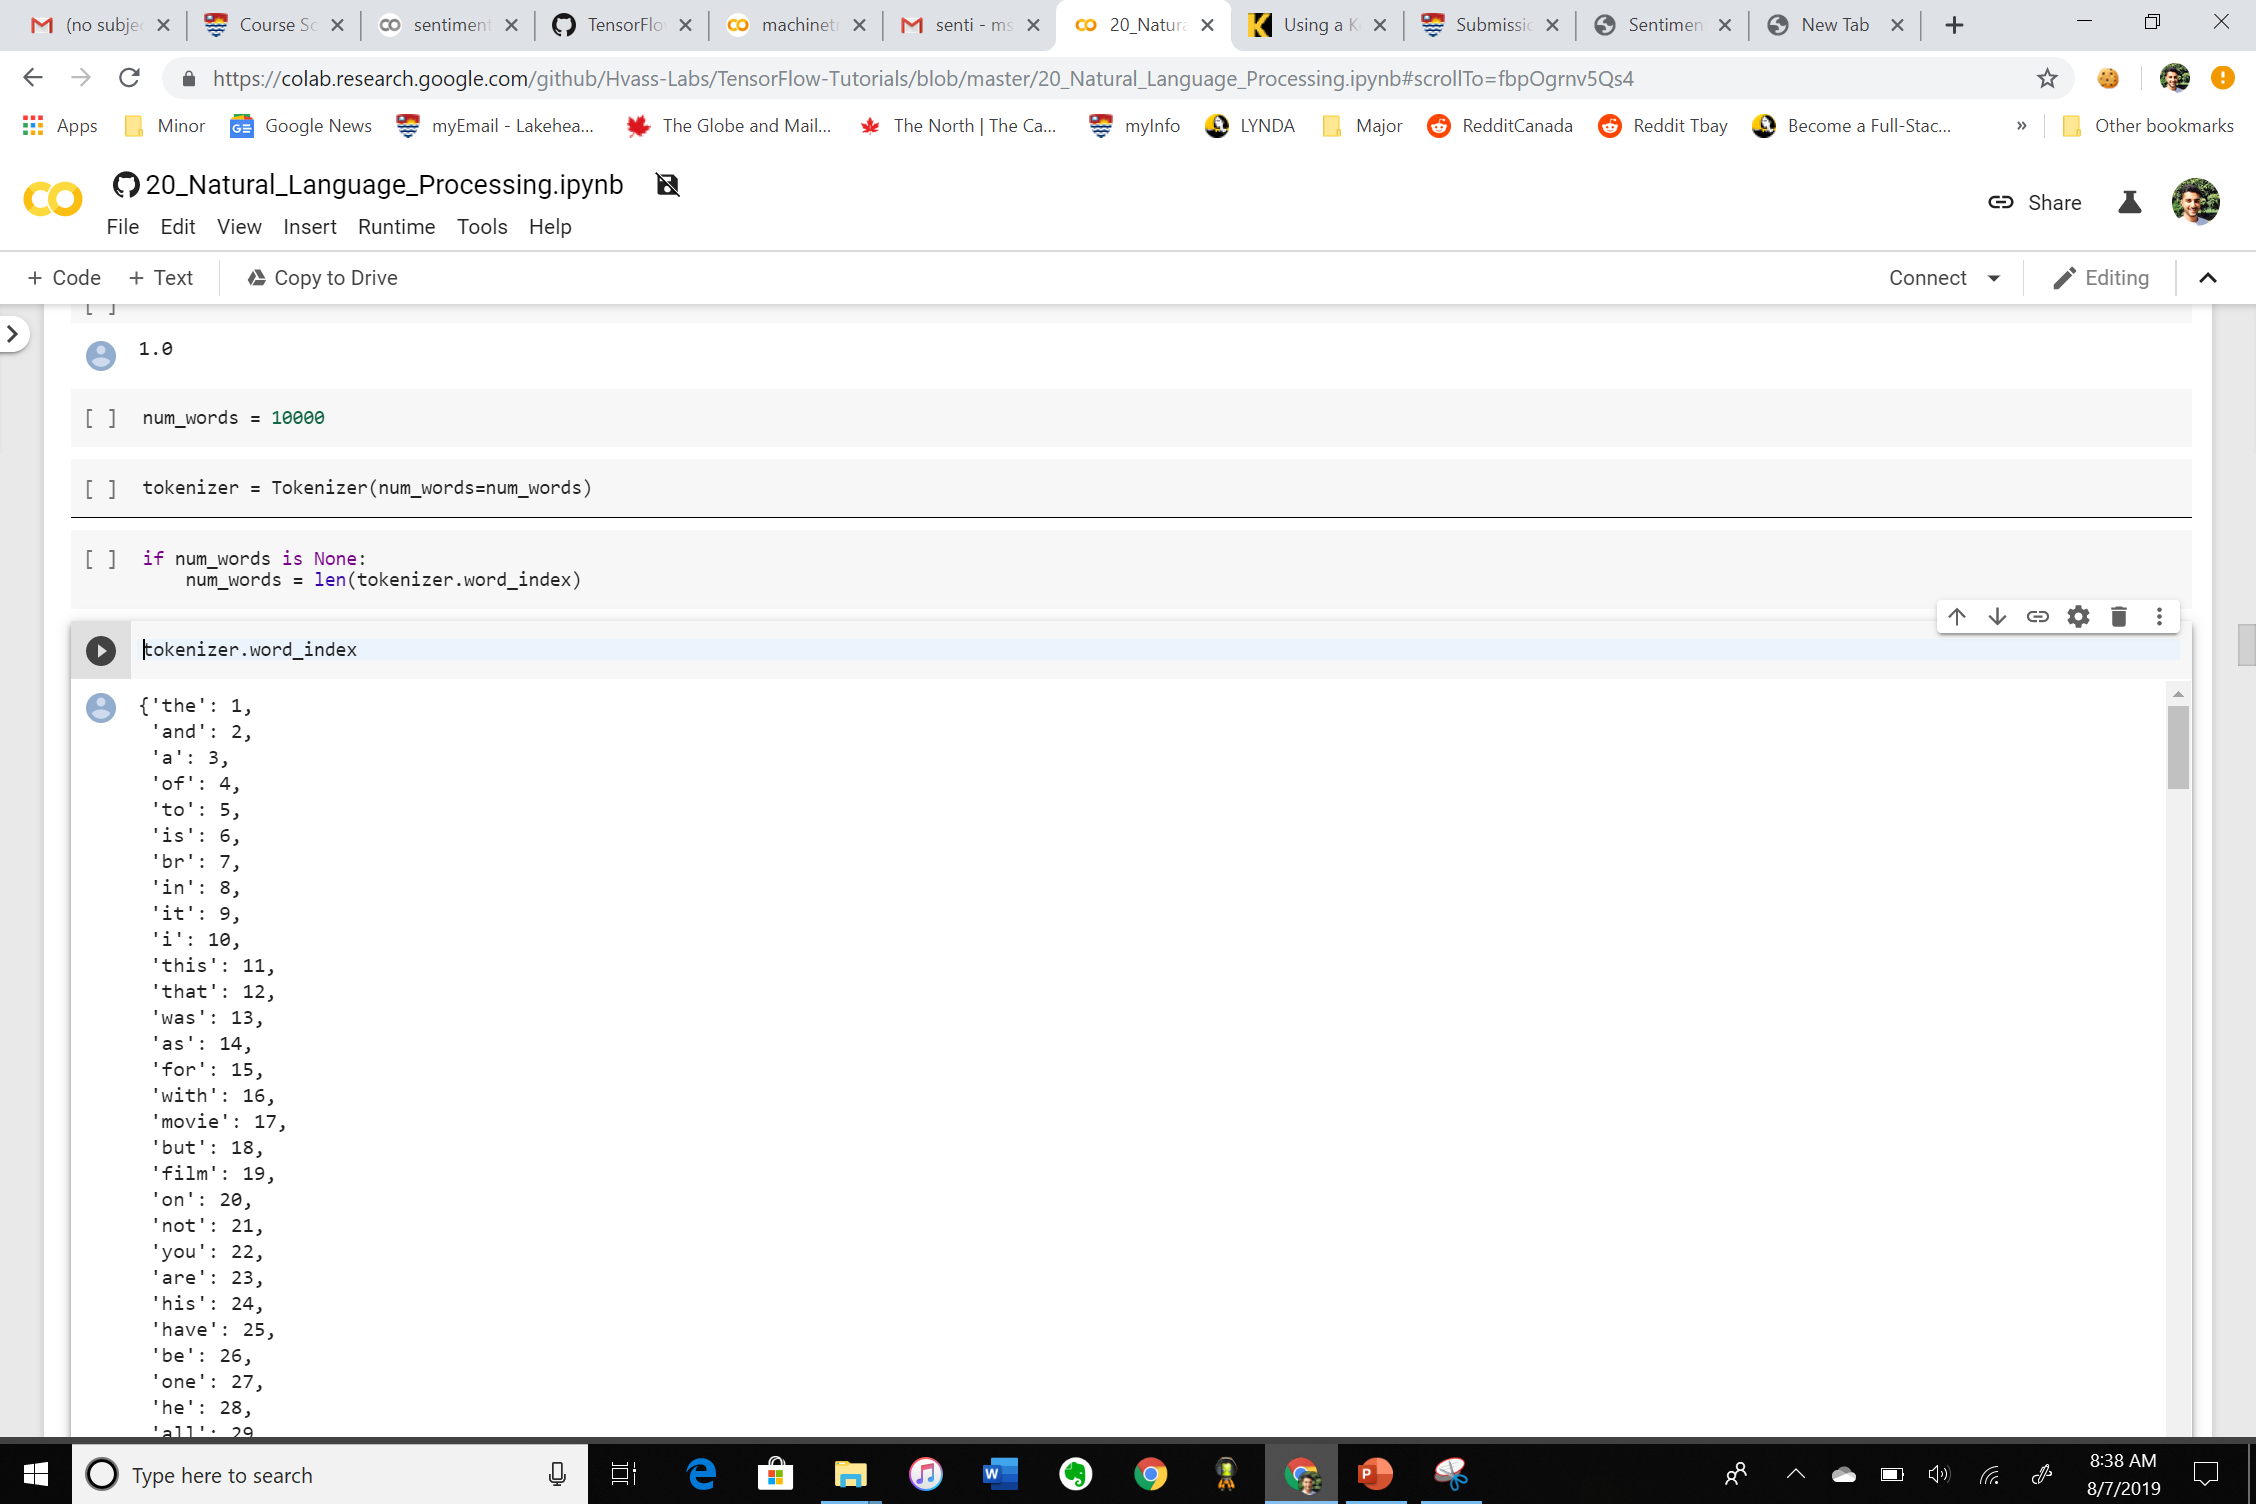 (no subje
Course Sc
sentiment
TensorFlo
machinetr
senti - ms
20_Natura
Using a K
Submissic
Sentimen
New Tab
https://colab.research.google.com/github/Hvass-Labs/TensorFlow-Tutorials/blob/master/20_Natural_Language_Processing.ipynb#scrollTo=fbpOgrnv5Qs4
Apps Minor Google News myEmail - Lakehea... The Globe and Mail... The North | The Ca... myInfo LYNDA Major RedditCanada Reddit Tbay Become a Full-Stac... » Other bookmarks
20_Natural_Language_Processing.ipynb
File Edit View Insert Runtime Tools Help
Share
+ Code + Text Copy to Drive
Connect Editing
[ ]
1.0
[ ] num_words = 10000
[ ] tokenizer = Tokenizer(num_words=num_words)
[ ] if num_words is None:
num_words = len(tokenizer.word_index)
tokenizer.word_index
{'the': 1,
'and': 2,
'a': 3,
'of': 4,
'to': 5,
'is': 6,
'br': 7,
'in': 8,
'it': 9,
'i': 10,
'this': 11,
'that': 12,
'was': 13,
'as': 14,
'for': 15,
'with': 16,
'movie': 17,
'but': 18,
'film': 19,
'on': 20,
'not': 21,
'you': 22,
'are': 23,
'his': 24,
'have': 25,
'be': 26,
'one': 27,
'he': 28,
'all': 29
Type here to search
8:38 AM
8/7/2019